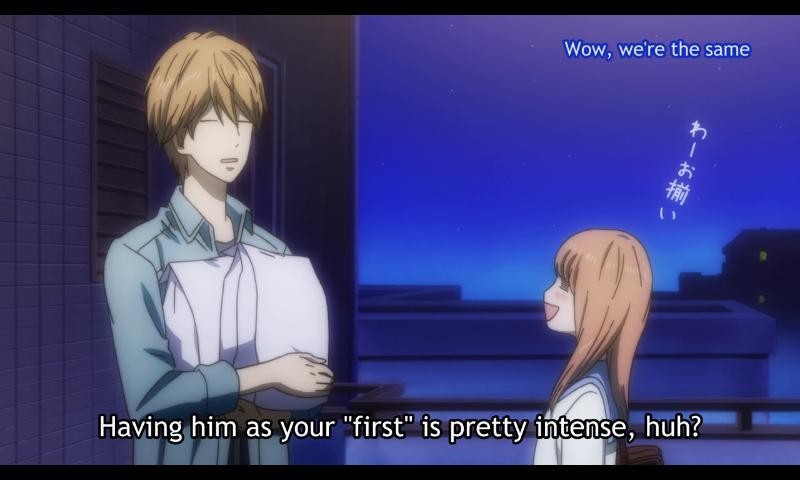 Wow, we're the same
わーお揃い
Having him as your "first" is pretty intense, huh?